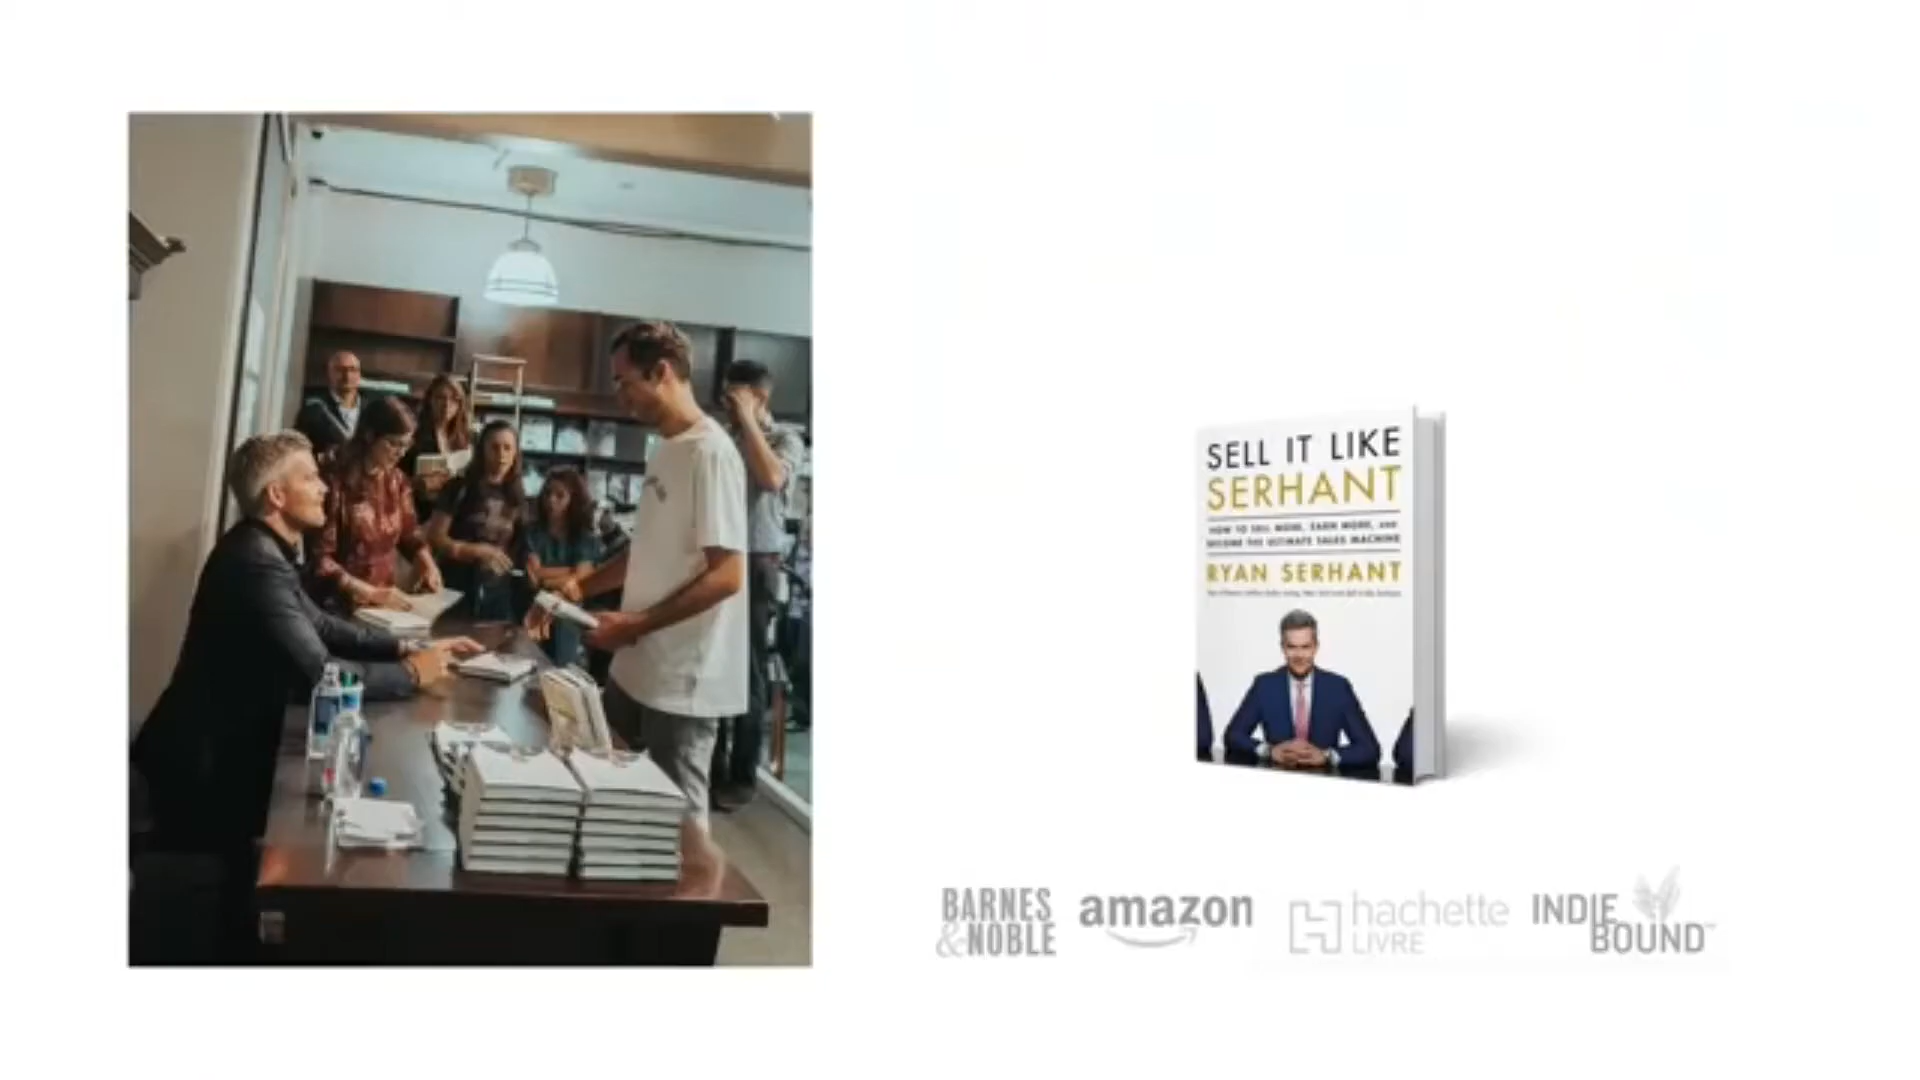 SELL IT LIKE
SERHANT
HOW TO SELL MORE, EARN MORE, AND
BECOME THE ULTIMATE SALES MACHINE
RYAN SERHANT
BARNES
&NOBLE
amazon
hachette
LIVRE
INDIE
BOUND